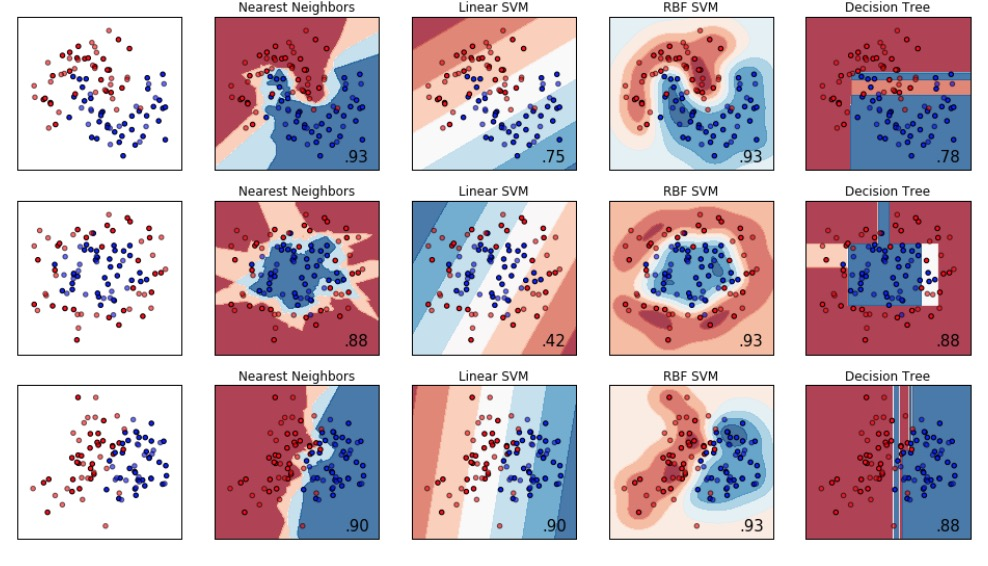 Nearest Neighbors
Linear SVM
RBF SVM
Decision Tree
.93
.75
.93
.78
Nearest Neighbors
Linear SVM
RBF SVM
Decision Tree
.88
.42
.93
.88
Nearest Neighbors
Linear SVM
RBF SVM
Decision Tree
.90
.90
.93
.88